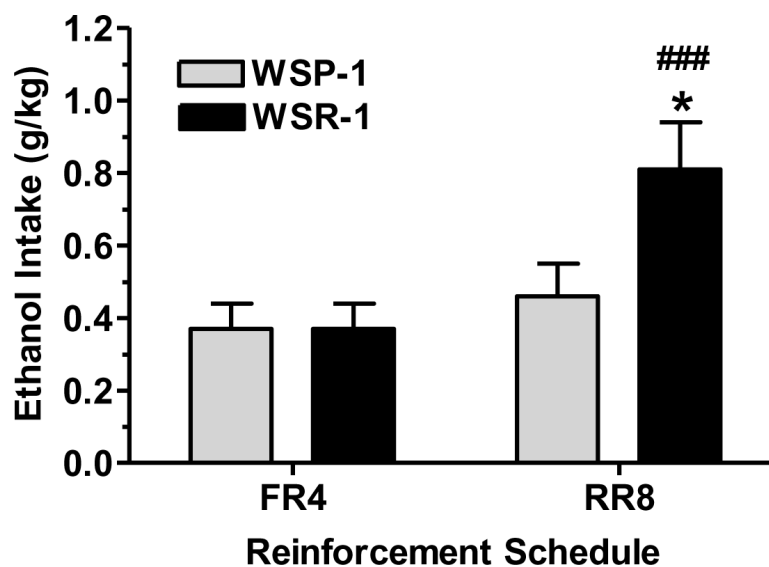 Ethanol Intake (g/kg)
1.2
1.0
0.8
0.6
0.4
0.2
0.0
WSP-1
WSR-1
###
*
FR4
RR8
Reinforcement Schedule